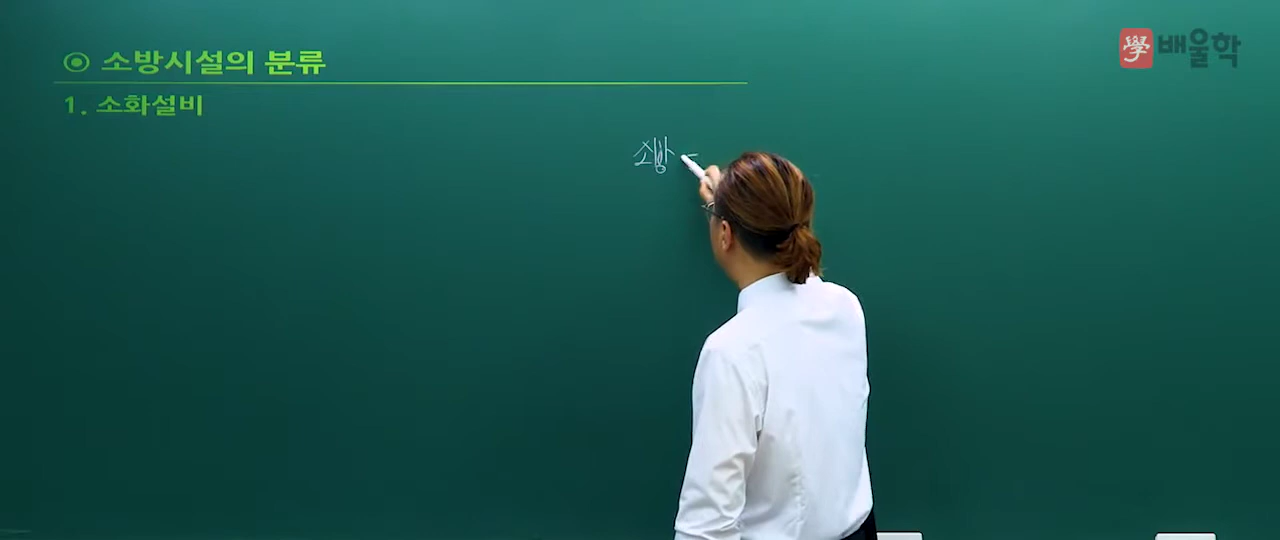 소방시설의 분류
1. 소화설비
學 배울학
소방